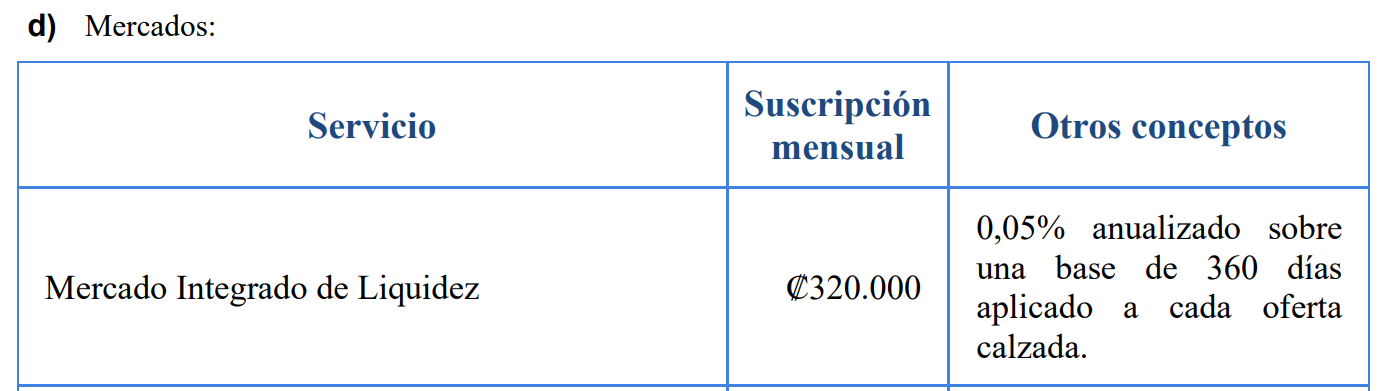 d) Mercados:
Servicio
Suscripción
mensual
Otros conceptos
Mercado Integrado de Liquidez
₡320.000
0,05% anualizado sobre
una base de 360 días
aplicado a cada oferta
calzada.